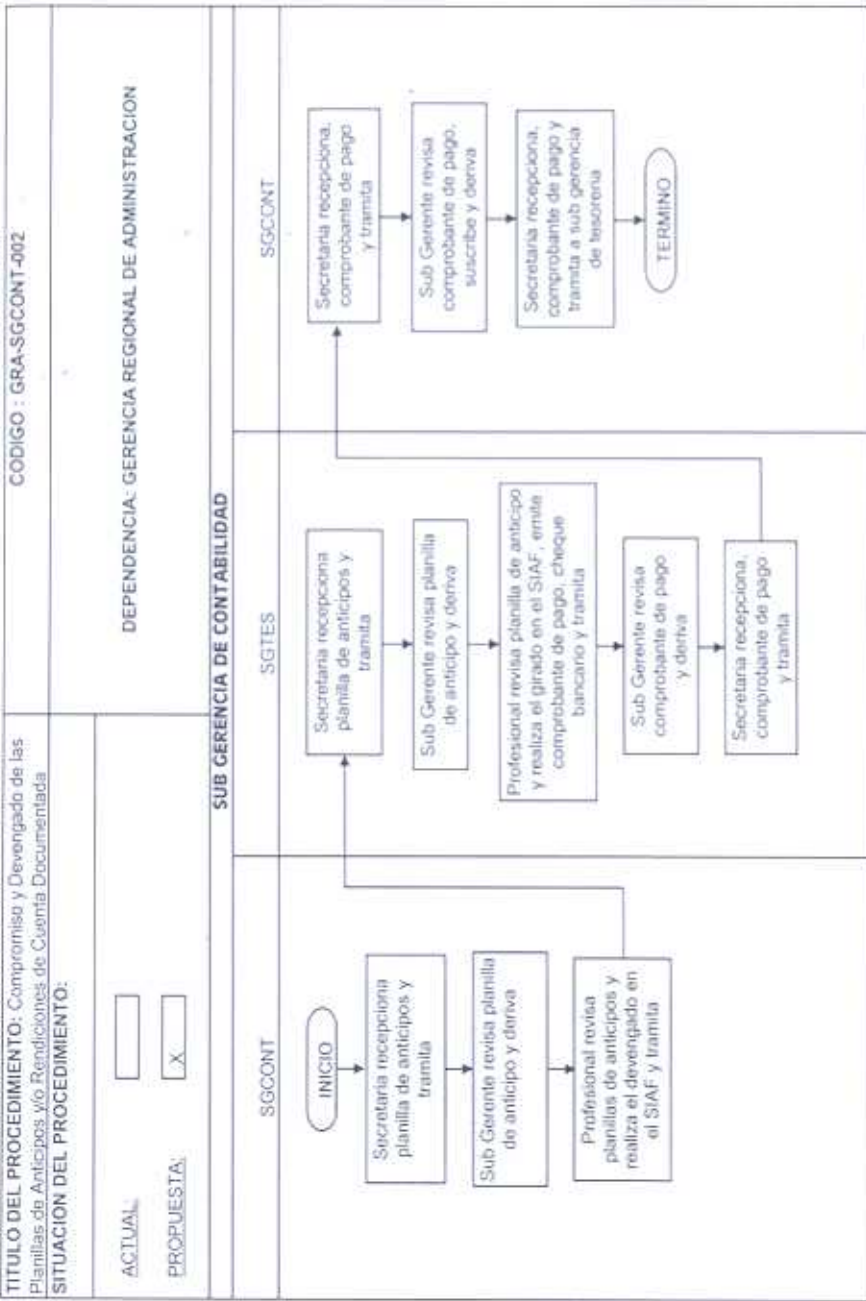 TITULO DEL PROCEDIMIENTO: Compromiso y Devengado de las
Planillas de Anticipos y/o Rendiciones de Cuenta Documentada
CODIGO : GRA-SGCONT-002
SITUACION DEL PROCEDIMIENTO:
ACTUAL:
PROPUESTA:
X
DEPENDENCIA: GERENCIA REGIONAL DE ADMINISTRACION
SUB GERENCIA DE CONTABILIDAD
SGCONT
INICIO
Secretaria recepciona
planilla de anticipos y
tramita
Sub Gerente revisa planilla
de anticipo y deriva
Profesional revisa
planillas de anticipos y
realiza el devengado en
el SIAF y tramita
SGTES
Secretaria recepciona
planilla de anticipos y
tramita
Sub Gerente revisa planilla
de anticipo y deriva
Profesional revisa planilla de anticipo
y realiza el girado en el SIAF, emite
comprobante de pago, cheque
bancario y tramita
Sub Gerente revisa
comprobante de pago
y deriva
Secretaria recepciona,
comprobante de pago
y tramita
SGCONT
Secretaria recepciona,
comprobante de pago
y tramita
Sub Gerente revisa
comprobante de pago,
suscribe y deriva
Secretaria recepciona,
comprobante de pago y
tramita a sub gerencia
de tesoreria
TERMINO